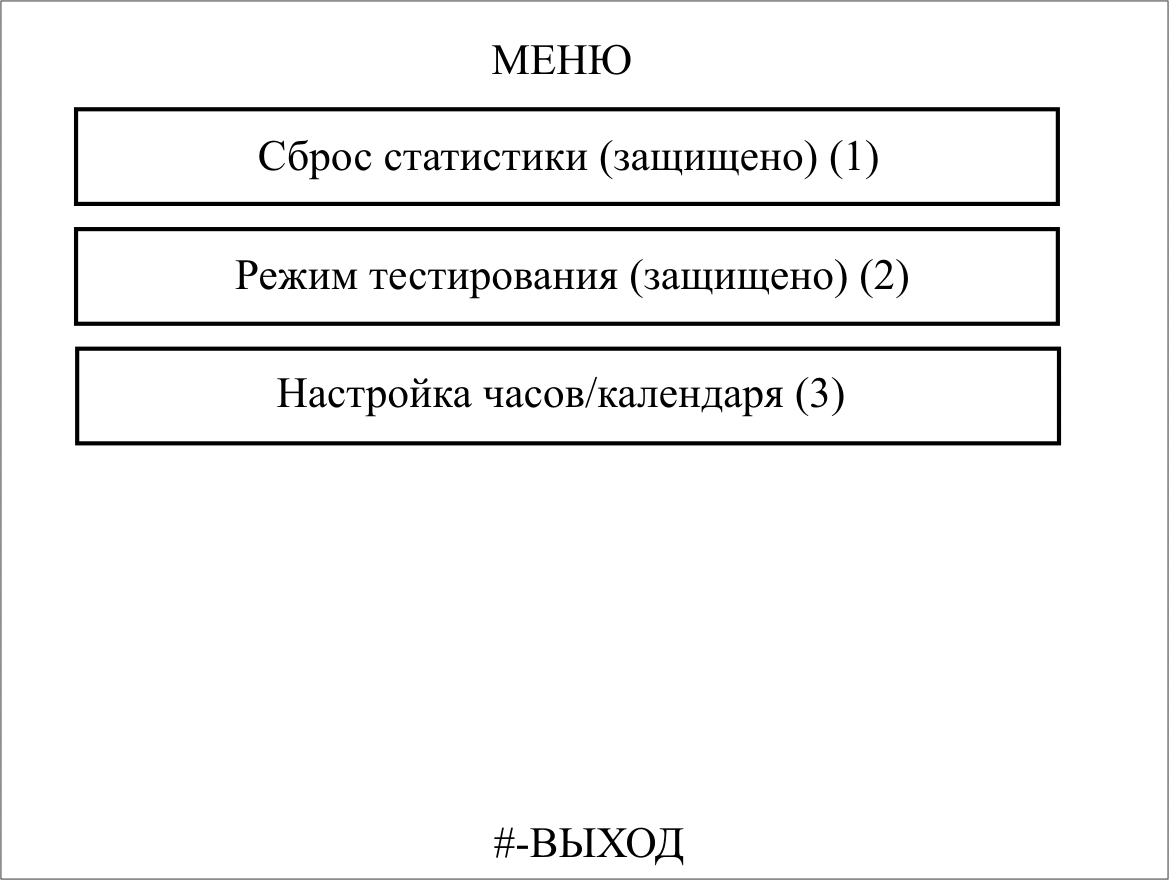 МЕНЮ
Сброс статистики (защищено) (1)
Режим тестирования (защищено) (2)
Настройка часов/календаря (3)
#-ВЫХОД